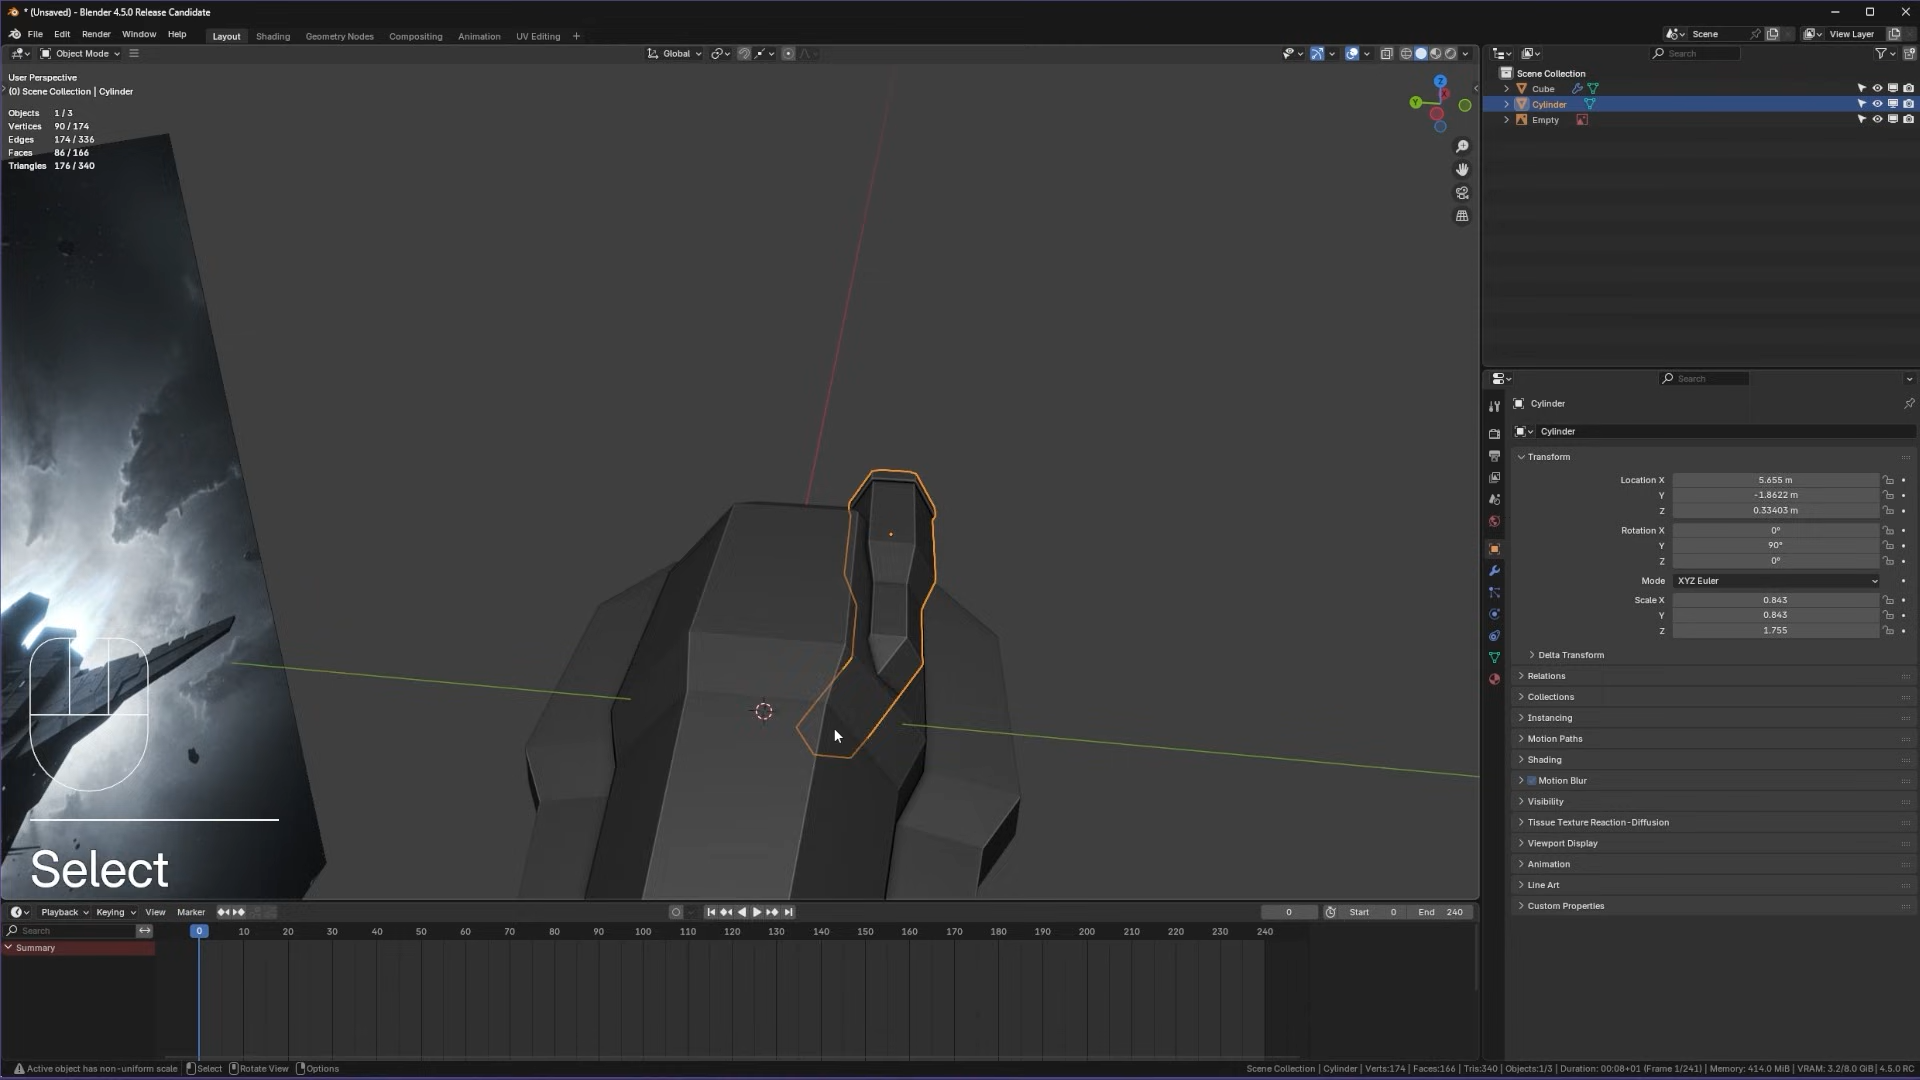 * (Unsaved) - Blender 4.5.0 Release Candidate
File Edit Render Window Help Layout Shading Geometry Nodes Compositing Animation UV Editing + Scene View Layer
Object Mode Global Search
User Perspective
(0) Scene Collection | Cylinder
Objects 1 / 3
Vertices 90 / 174
Edges 174 / 336
Faces 86 / 166
Triangles 176 / 340
Z
Y
Select
Scene Collection
Cube
Cylinder
Empty
Search
Cylinder
Cylinder
Transform
Location X 5.655 m
Y -1.8622 m
Z 0.33403 m
Rotation X 0°
Y 90°
Z 0°
Mode XYZ Euler
Scale X 0.843
Y 0.843
Z 1.755
Delta Transform
Relations
Collections
Instancing
Motion Paths
Shading
Motion Blur
Visibility
Tissue Texture Reaction-Diffusion
Viewport Display
Animation
Line Art
Custom Properties
Playback Keying View Marker 0 Start 0 End 240
Search 0 10 20 30 40 50 60 70 80 90 100 110 120 130 140 150 160 170 180 190 200 210 220 230 240
Summary
Active object has non-uniform scale Select Rotate View Options Scene Collection | Cylinder | Verts:174 | Faces:166 | Tris:340 | Objects:1/3 | Duration: 00:08+01 (Frame 1/241) | Memory: 414.0 MiB | VRAM: 3.2/8.0 GiB | 4.5.0 RC